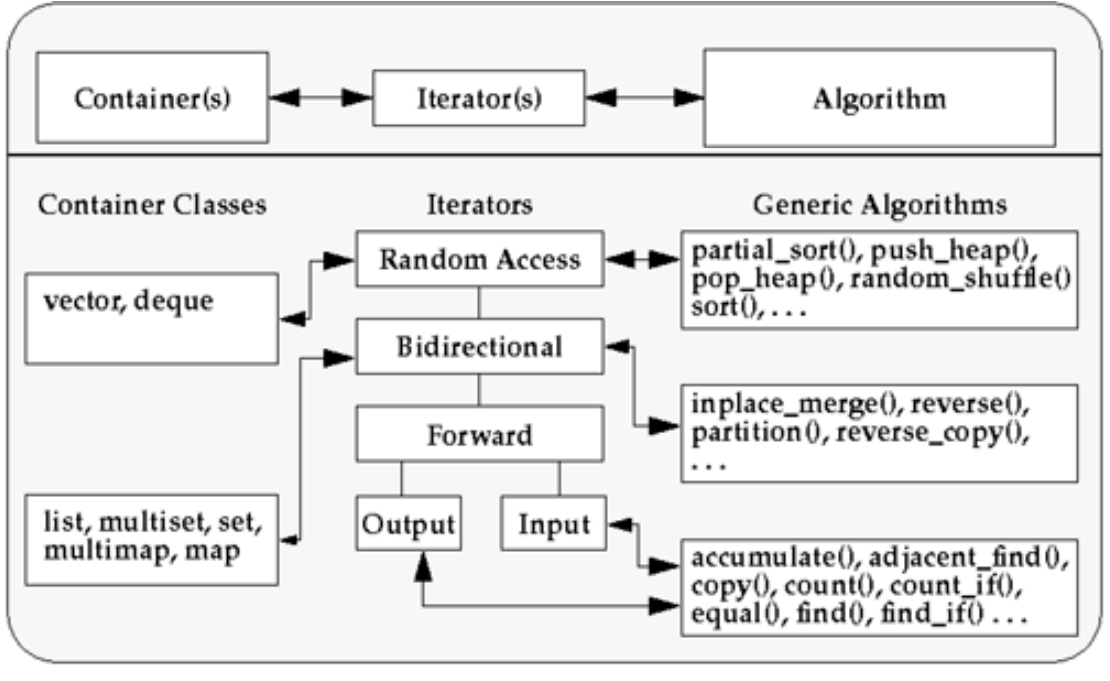 Container(s)
Iterator(s)
Algorithm
Container Classes
Iterators
Generic Algorithms
vector, deque
list, multiset, set,
multimap, map
Random Access
Bidirectional
Forward
Output
Input
partial_sort(), push_heap(),
pop_heap(), random_shuffle()
sort(), ...
inplace_merge(), reverse(),
partition(), reverse_copy(),
...
accumulate(), adjacent_find(),
copy(), count(), count_if(),
equal(), find(), find_if() ...